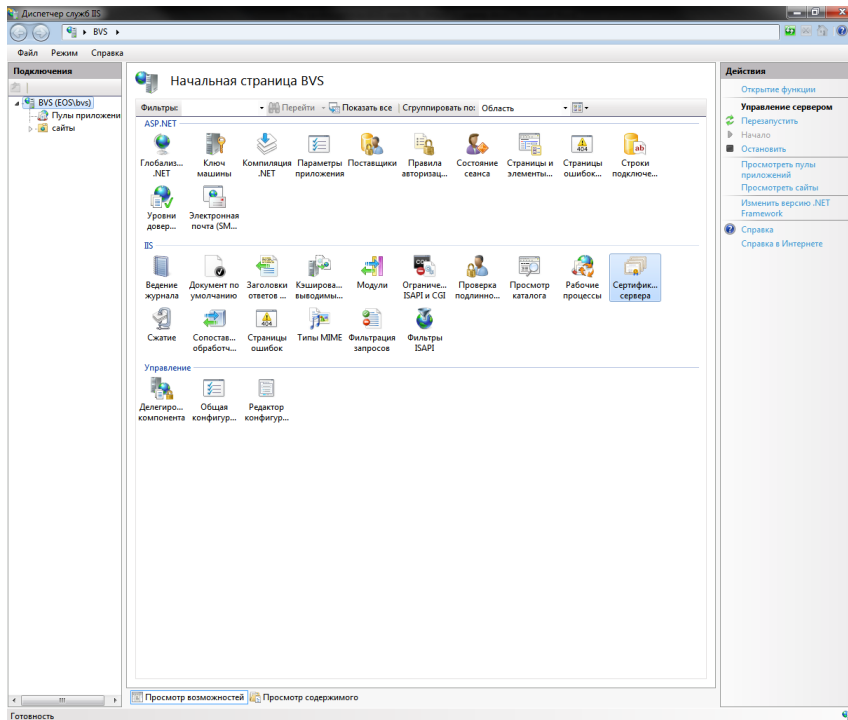 Диспетчер служб IIS
BVS
Файл Режим Справка
Подключения
BVS (EOS\bvs)
Пулы приложени
сайты
Начальная страница BVS
Фильтры: Перейти Показать все Сгруппировать по: Область
ASP.NET
Глобализ... .NET
Ключ машины
Компиляция .NET
Параметры приложения
Поставщики
Правила авторизац...
Состояние сеанса
Страницы и элементы...
Страницы ошибок...
Строки подключе...
Уровни довер...
Электронная почта (SM...
IIS
Ведение журнала
Документ по умолчанию
Заголовки ответов ...
Кэширова... выводимы...
Модули
Ограниче... ISAPI и CGI
Проверка подлинно...
Просмотр каталога
Рабочие процессы
Сертифик... сервера
Сжатие
Сопостав... обработч...
Страницы ошибок
Типы MIME
Фильтрация запросов
Фильтры ISAPI
Управление
Делегиро... компонента
Общая конфигур...
Редактор конфигур...
Просмотр возможностей
Просмотр содержимого
Действия
Открытие функции
Управление сервером
Перезапустить
Начало
Остановить
Просмотреть пулы
приложений
Просмотреть сайты
Изменить версию .NET
Framework
Справка
Справка в Интернете
Готовность